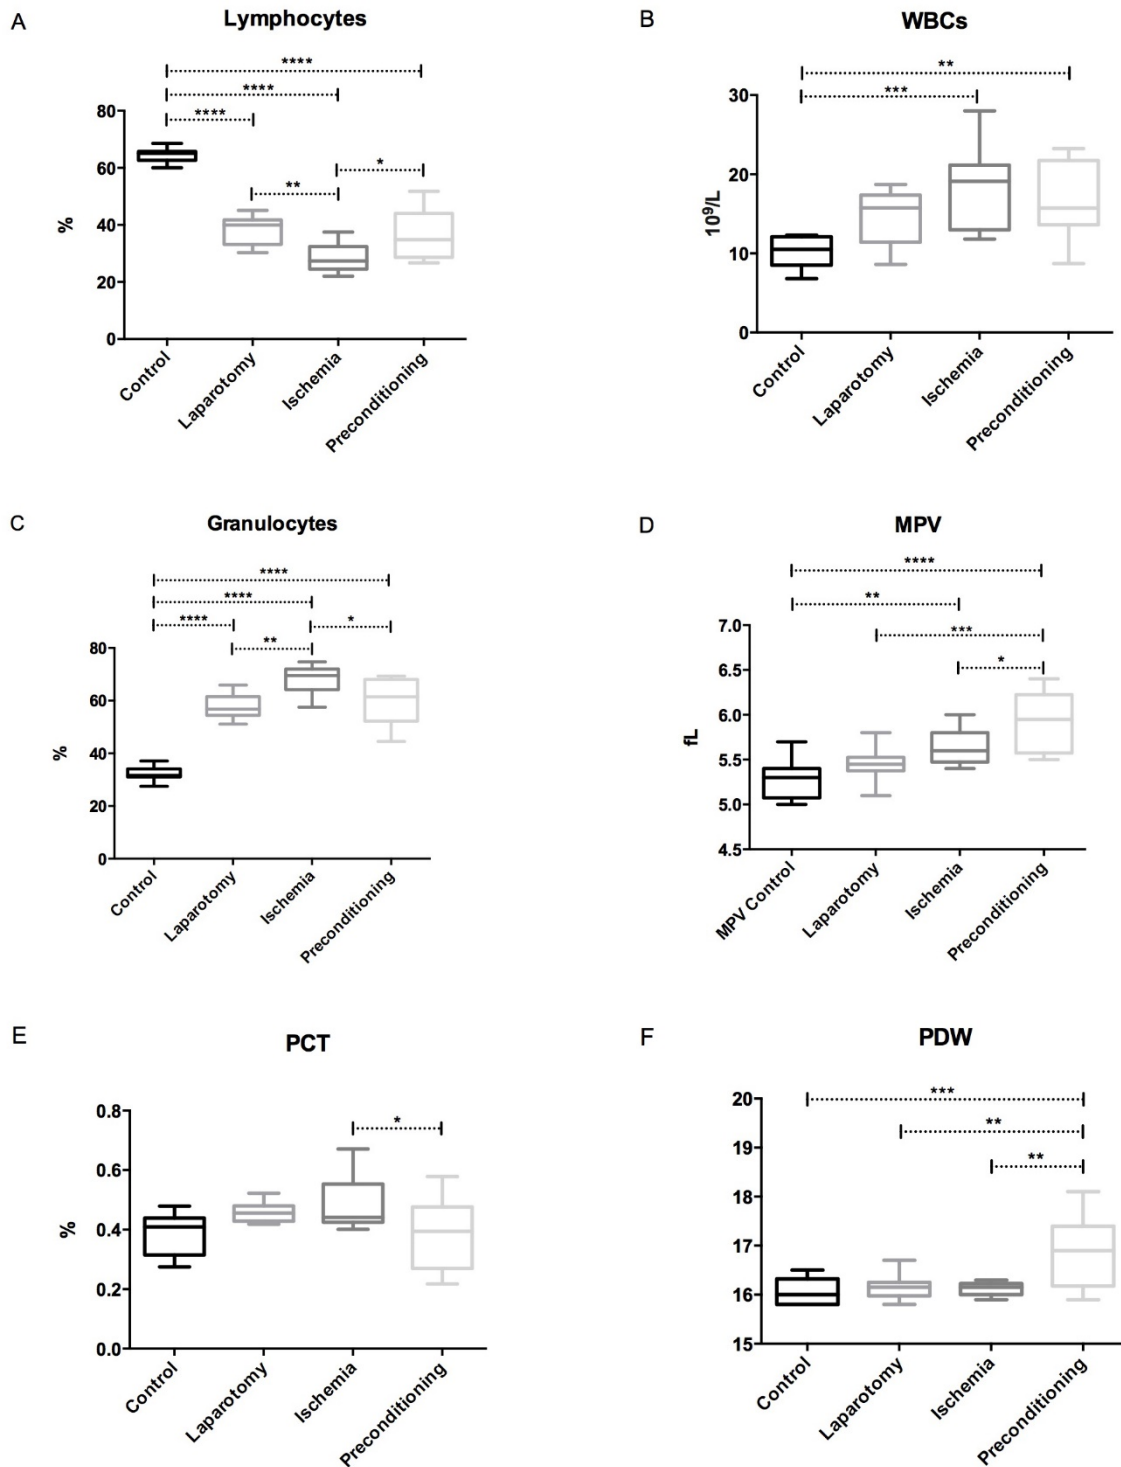 A
Lymphocytes
****
****
****
*
**
80
60
40
20
0
%
Control
Laparotomy
Ischemia
Preconditioning
B
WBCs
**
***
30
20
10
0
10⁹/L
Control
Laparotomy
Ischemia
Preconditioning
C
Granulocytes
****
****
****
*
**
80
60
40
20
0
%
Control
Laparotomy
Ischemia
Preconditioning
D
MPV
****
**
***
*
7.0
6.5
6.0
5.5
5.0
4.5
fL
MPV Control
Laparotomy
Ischemia
Preconditioning
E
PCT
*
0.8
0.6
0.4
0.2
0.0
%
Control
Laparotomy
Ischemia
Preconditioning
F
PDW
***
**
**
20
19
18
17
16
15
Control
Laparotomy
Ischemia
Preconditioning